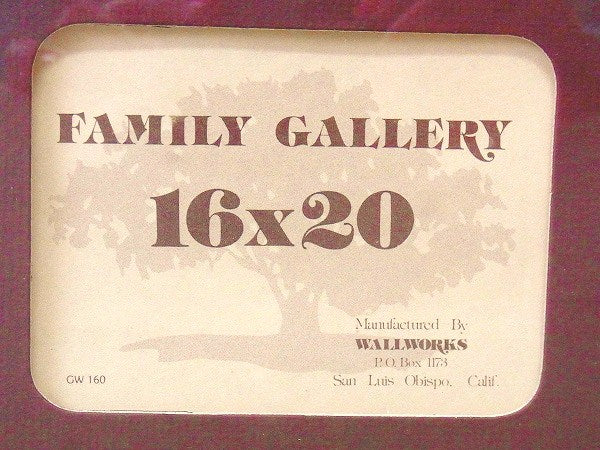 FAMILY GALLERY
16x20
Manufactured By
WALLWORKS
P.O. Box 1173
San Luis Obispo, Calif.
GW 160